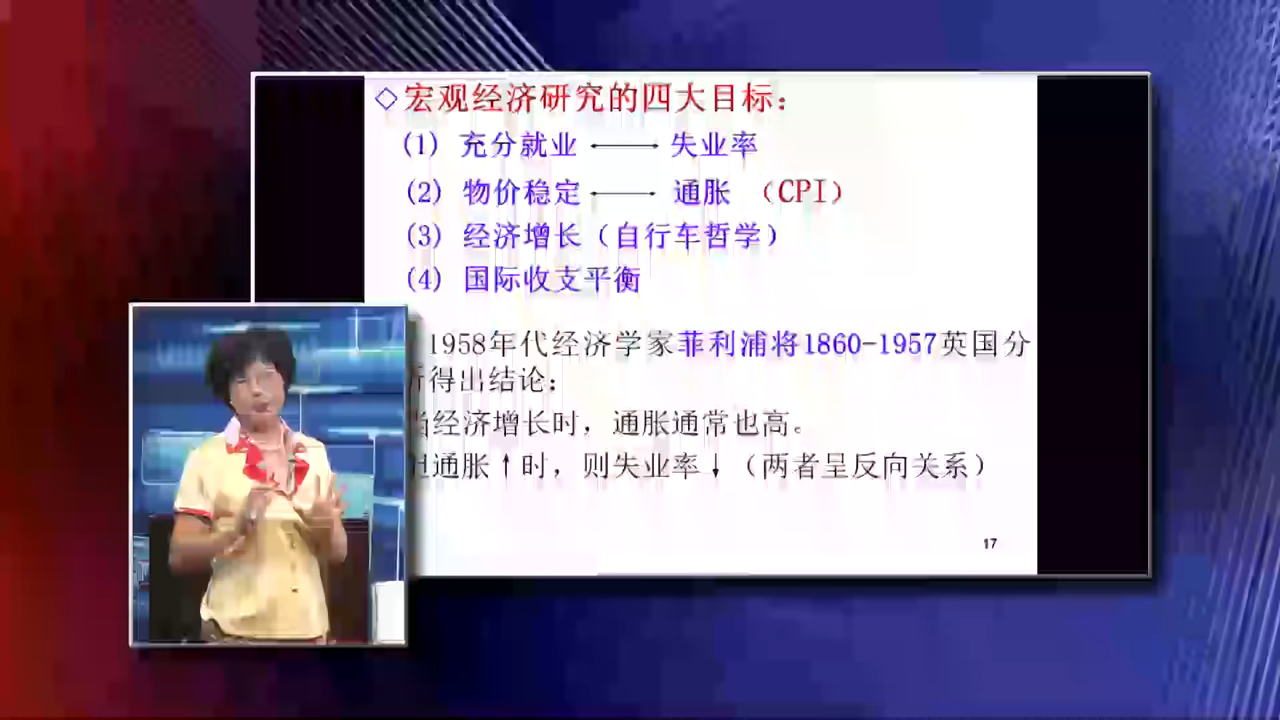 ◇宏观经济研究的四大目标：
(1) 充分就业 ←→ 失业率
(2) 物价稳定 ←→ 通胀 （CPI）
(3) 经济增长（自行车哲学）
(4) 国际收支平衡
1958年代经济学家菲利浦将1860-1957英国分
得出结论：
经济增长时，通胀通常也高。
通胀↑时，则失业率↓（两者呈反向关系）
17